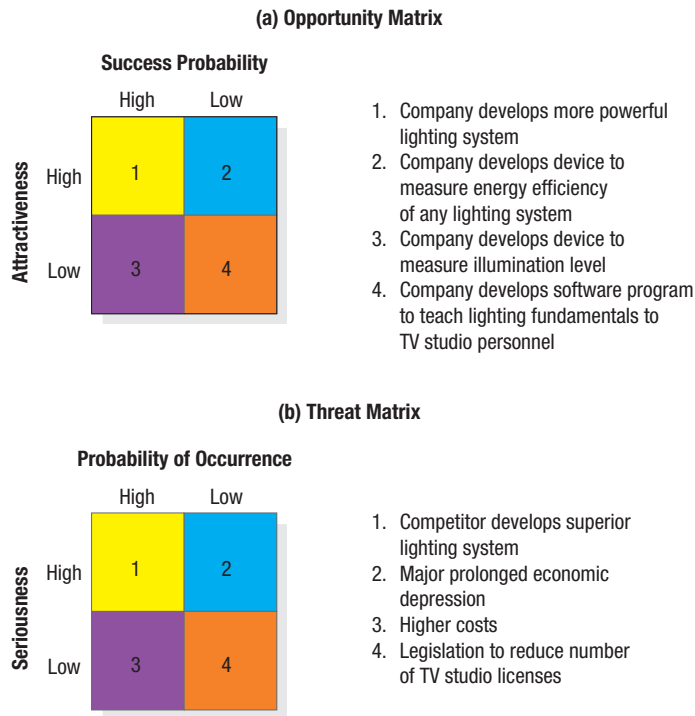 (a) Opportunity Matrix
Success Probability
High Low
Attractiveness
High 1 2
Low 3 4
1. Company develops more powerful
lighting system
2. Company develops device to
measure energy efficiency
of any lighting system
3. Company develops device to
measure illumination level
4. Company develops software program
to teach lighting fundamentals to
TV studio personnel
(b) Threat Matrix
Probability of Occurrence
High Low
Seriousness
High 1 2
Low 3 4
1. Competitor develops superior
lighting system
2. Major prolonged economic
depression
3. Higher costs
4. Legislation to reduce number
of TV studio licenses